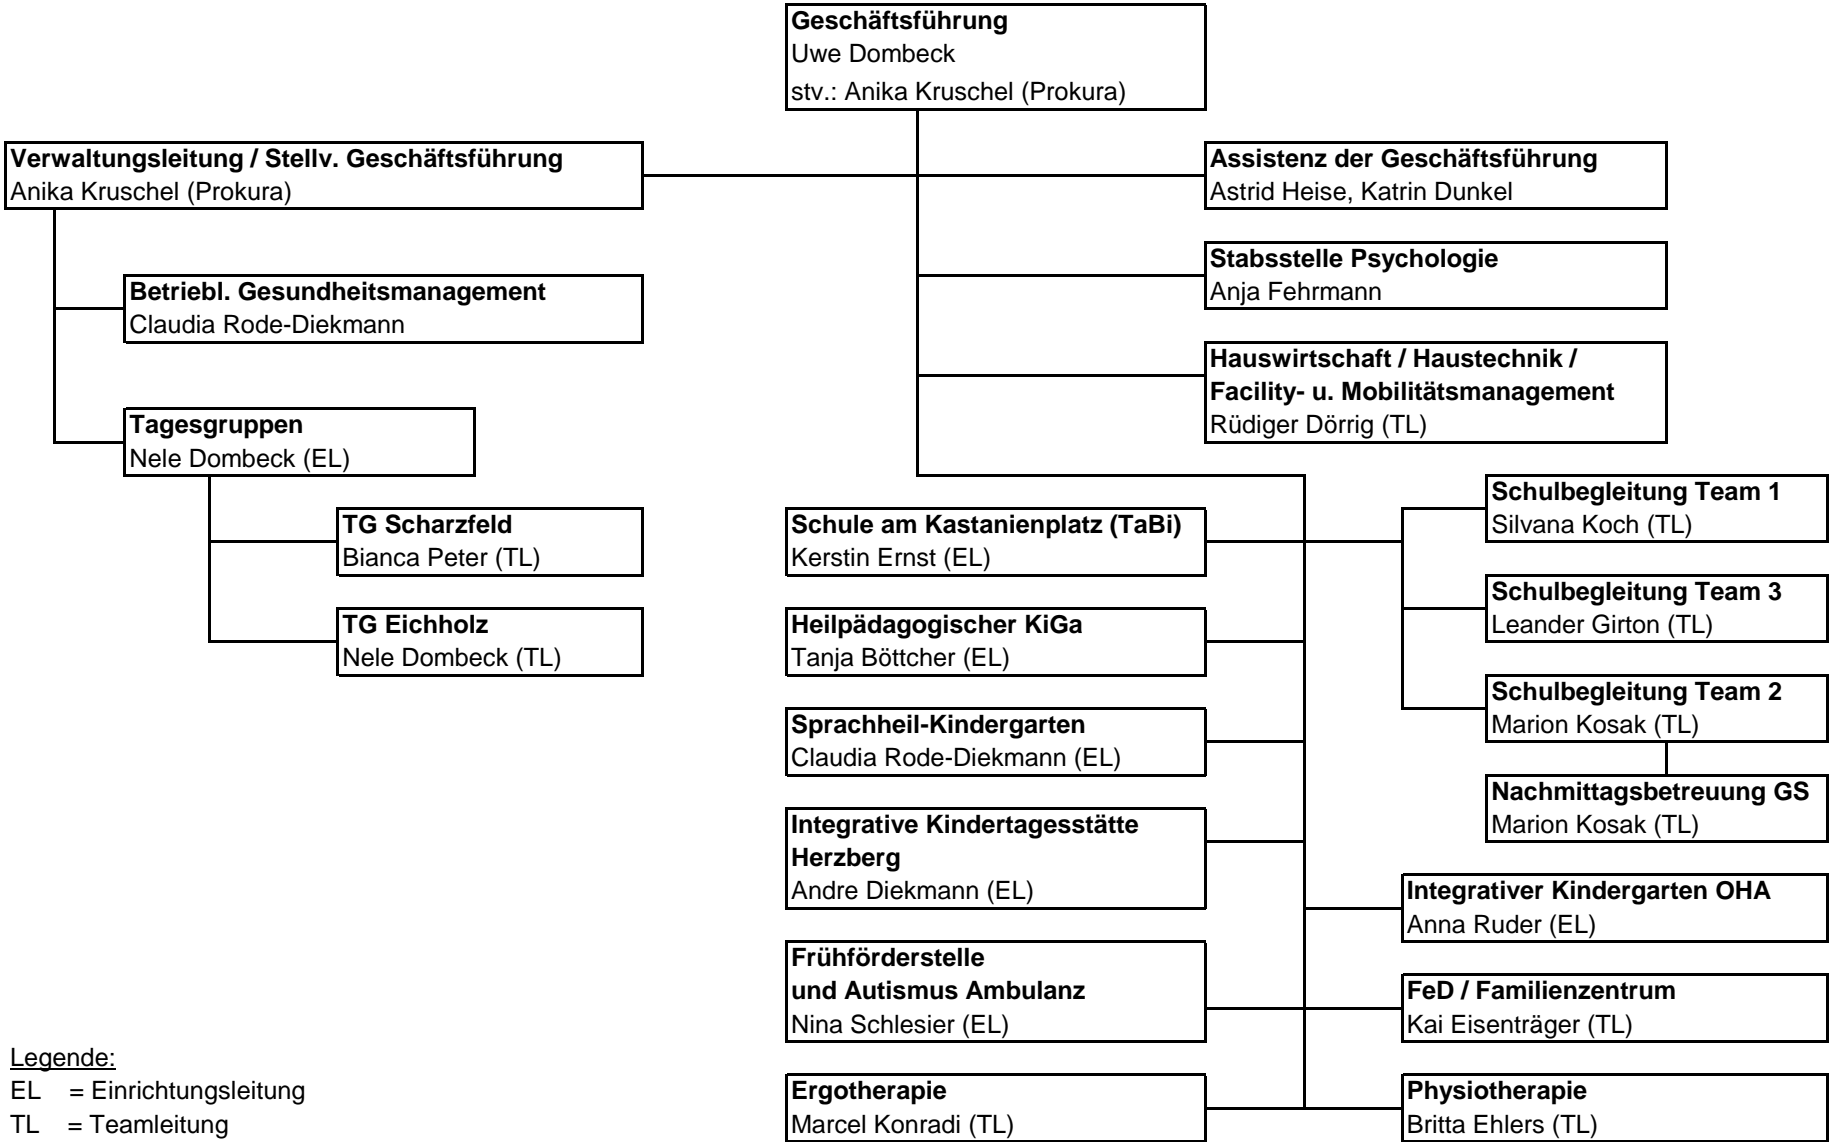 Geschäftsführung
Uwe Dombeck
stv.: Anika Kruschel (Prokura)
Verwaltungsleitung / Stellv. Geschäftsführung
Anika Kruschel (Prokura)
Assistenz der Geschäftsführung
Astrid Heise, Katrin Dunkel
Stabsstelle Psychologie
Anja Fehrmann
Betriebl. Gesundheitsmanagement
Claudia Rode-Diekmann
Hauswirtschaft / Haustechnik /
Facility- u. Mobilitätsmanagement
Rüdiger Dörrig (TL)
Tagesgruppen
Nele Dombeck (EL)
TG Scharzfeld
Bianca Peter (TL)
TG Eichholz
Nele Dombeck (TL)
Schule am Kastanienplatz (TaBi)
Kerstin Ernst (EL)
Schulbegleitung Team 1
Silvana Koch (TL)
Schulbegleitung Team 3
Leander Girton (TL)
Schulbegleitung Team 2
Marion Kosak (TL)
Nachmittagsbetreuung GS
Marion Kosak (TL)
Heilpädagogischer KiGa
Tanja Böttcher (EL)
Sprachheil-Kindergarten
Claudia Rode-Diekmann (EL)
Integrative Kindertagesstätte
Herzberg
Andre Diekmann (EL)
Integrativer Kindergarten OHA
Anna Ruder (EL)
Frühförderstelle
und Autismus Ambulanz
Nina Schlesier (EL)
FeD / Familienzentrum
Kai Eisenträger (TL)
Ergotherapie
Marcel Konradi (TL)
Physiotherapie
Britta Ehlers (TL)
Legende:
EL = Einrichtungsleitung
TL = Teamleitung